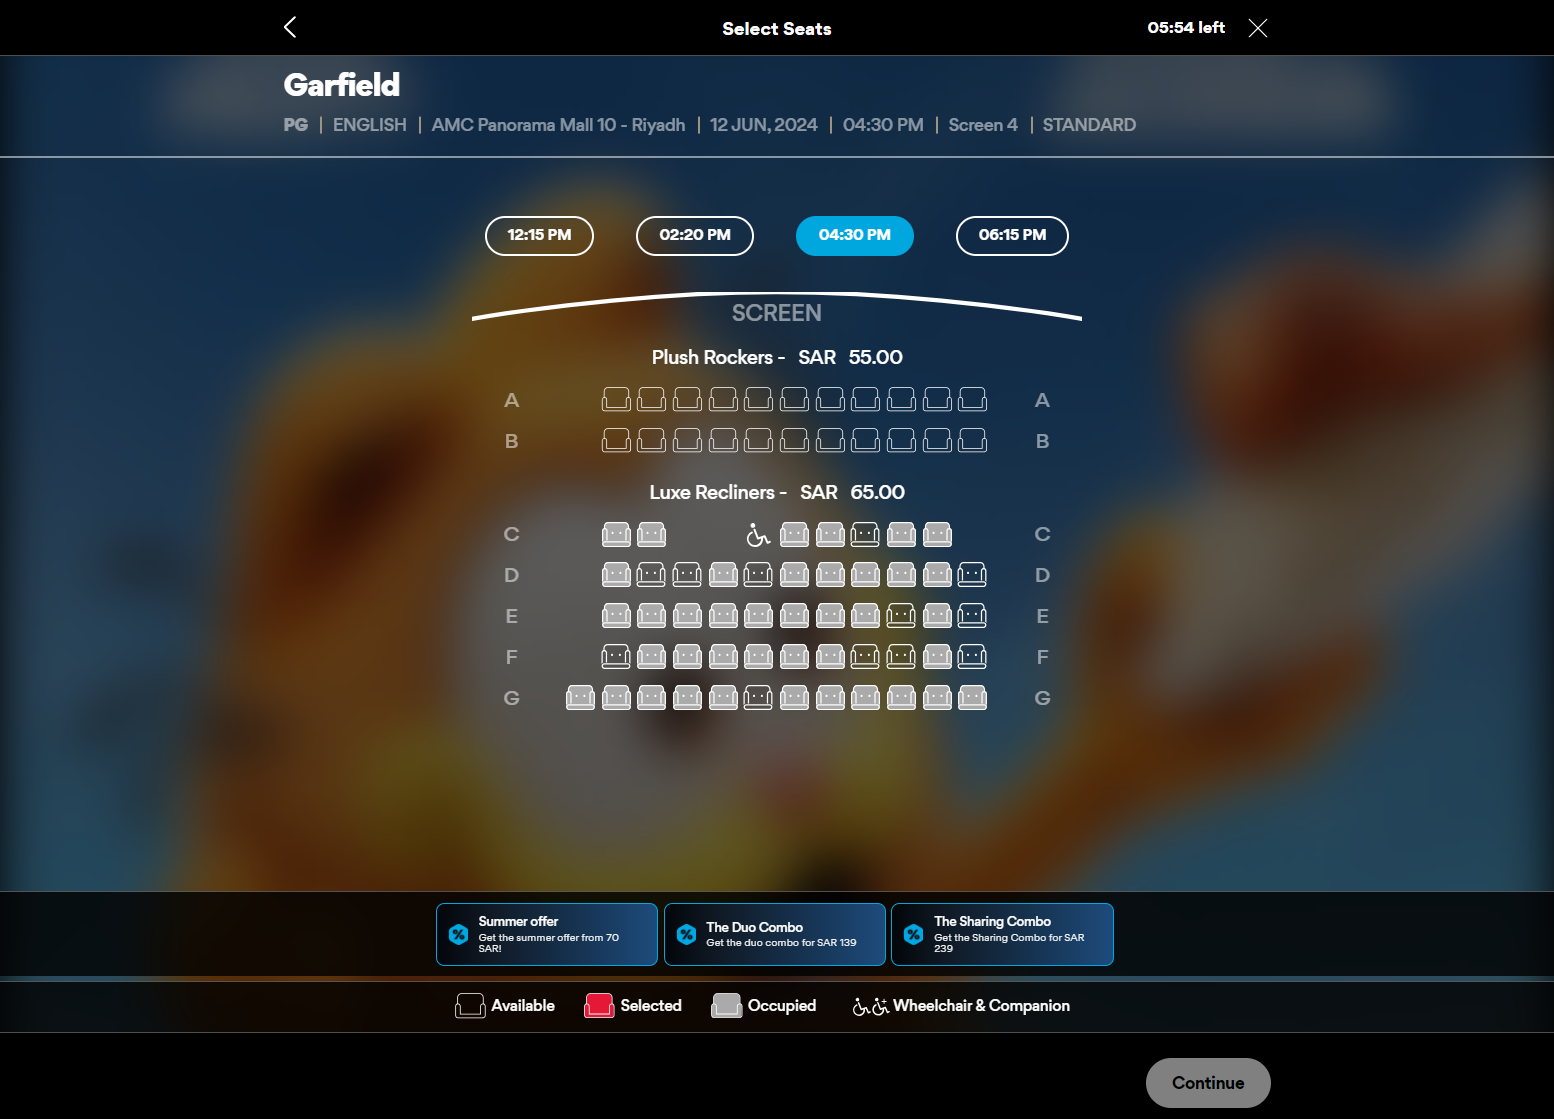 Select Seats
05:54 left
Garfield
PG | ENGLISH | AMC Panorama Mall 10 - Riyadh | 12 JUN, 2024 | 04:30 PM | Screen 4 | STANDARD
12:15 PM 02:20 PM 04:30 PM 06:15 PM
SCREEN
Plush Rockers - SAR 55.00
A A
B B
Luxe Recliners - SAR 65.00
C C
D D
E E
F F
G G
Summer offer
Get the summer offer from 70
SAR!
The Duo Combo
Get the duo combo for SAR 139
The Sharing Combo
Get the Sharing Combo for SAR
239
Available Selected Occupied Wheelchair & Companion
Continue